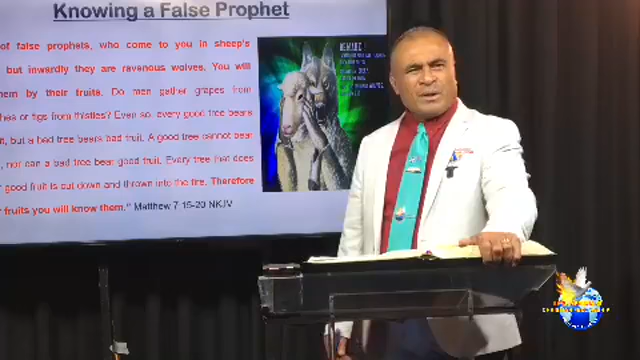 Knowing a False Prophet
of false prophets, who come to you in sheep's
but inwardly they are ravenous wolves. You will
em by their fruits. Do men gather grapes from
hes or figs from thistles? Even so, every good tree bears
, but a bad tree bears bad fruit. A good tree cannot bear
, nor can a bad tree bear good fruit. Every tree that does
good fruit is cut down and thrown into the fire. Therefore
fruits you will know them." Matthew 7:15-20 NKJV